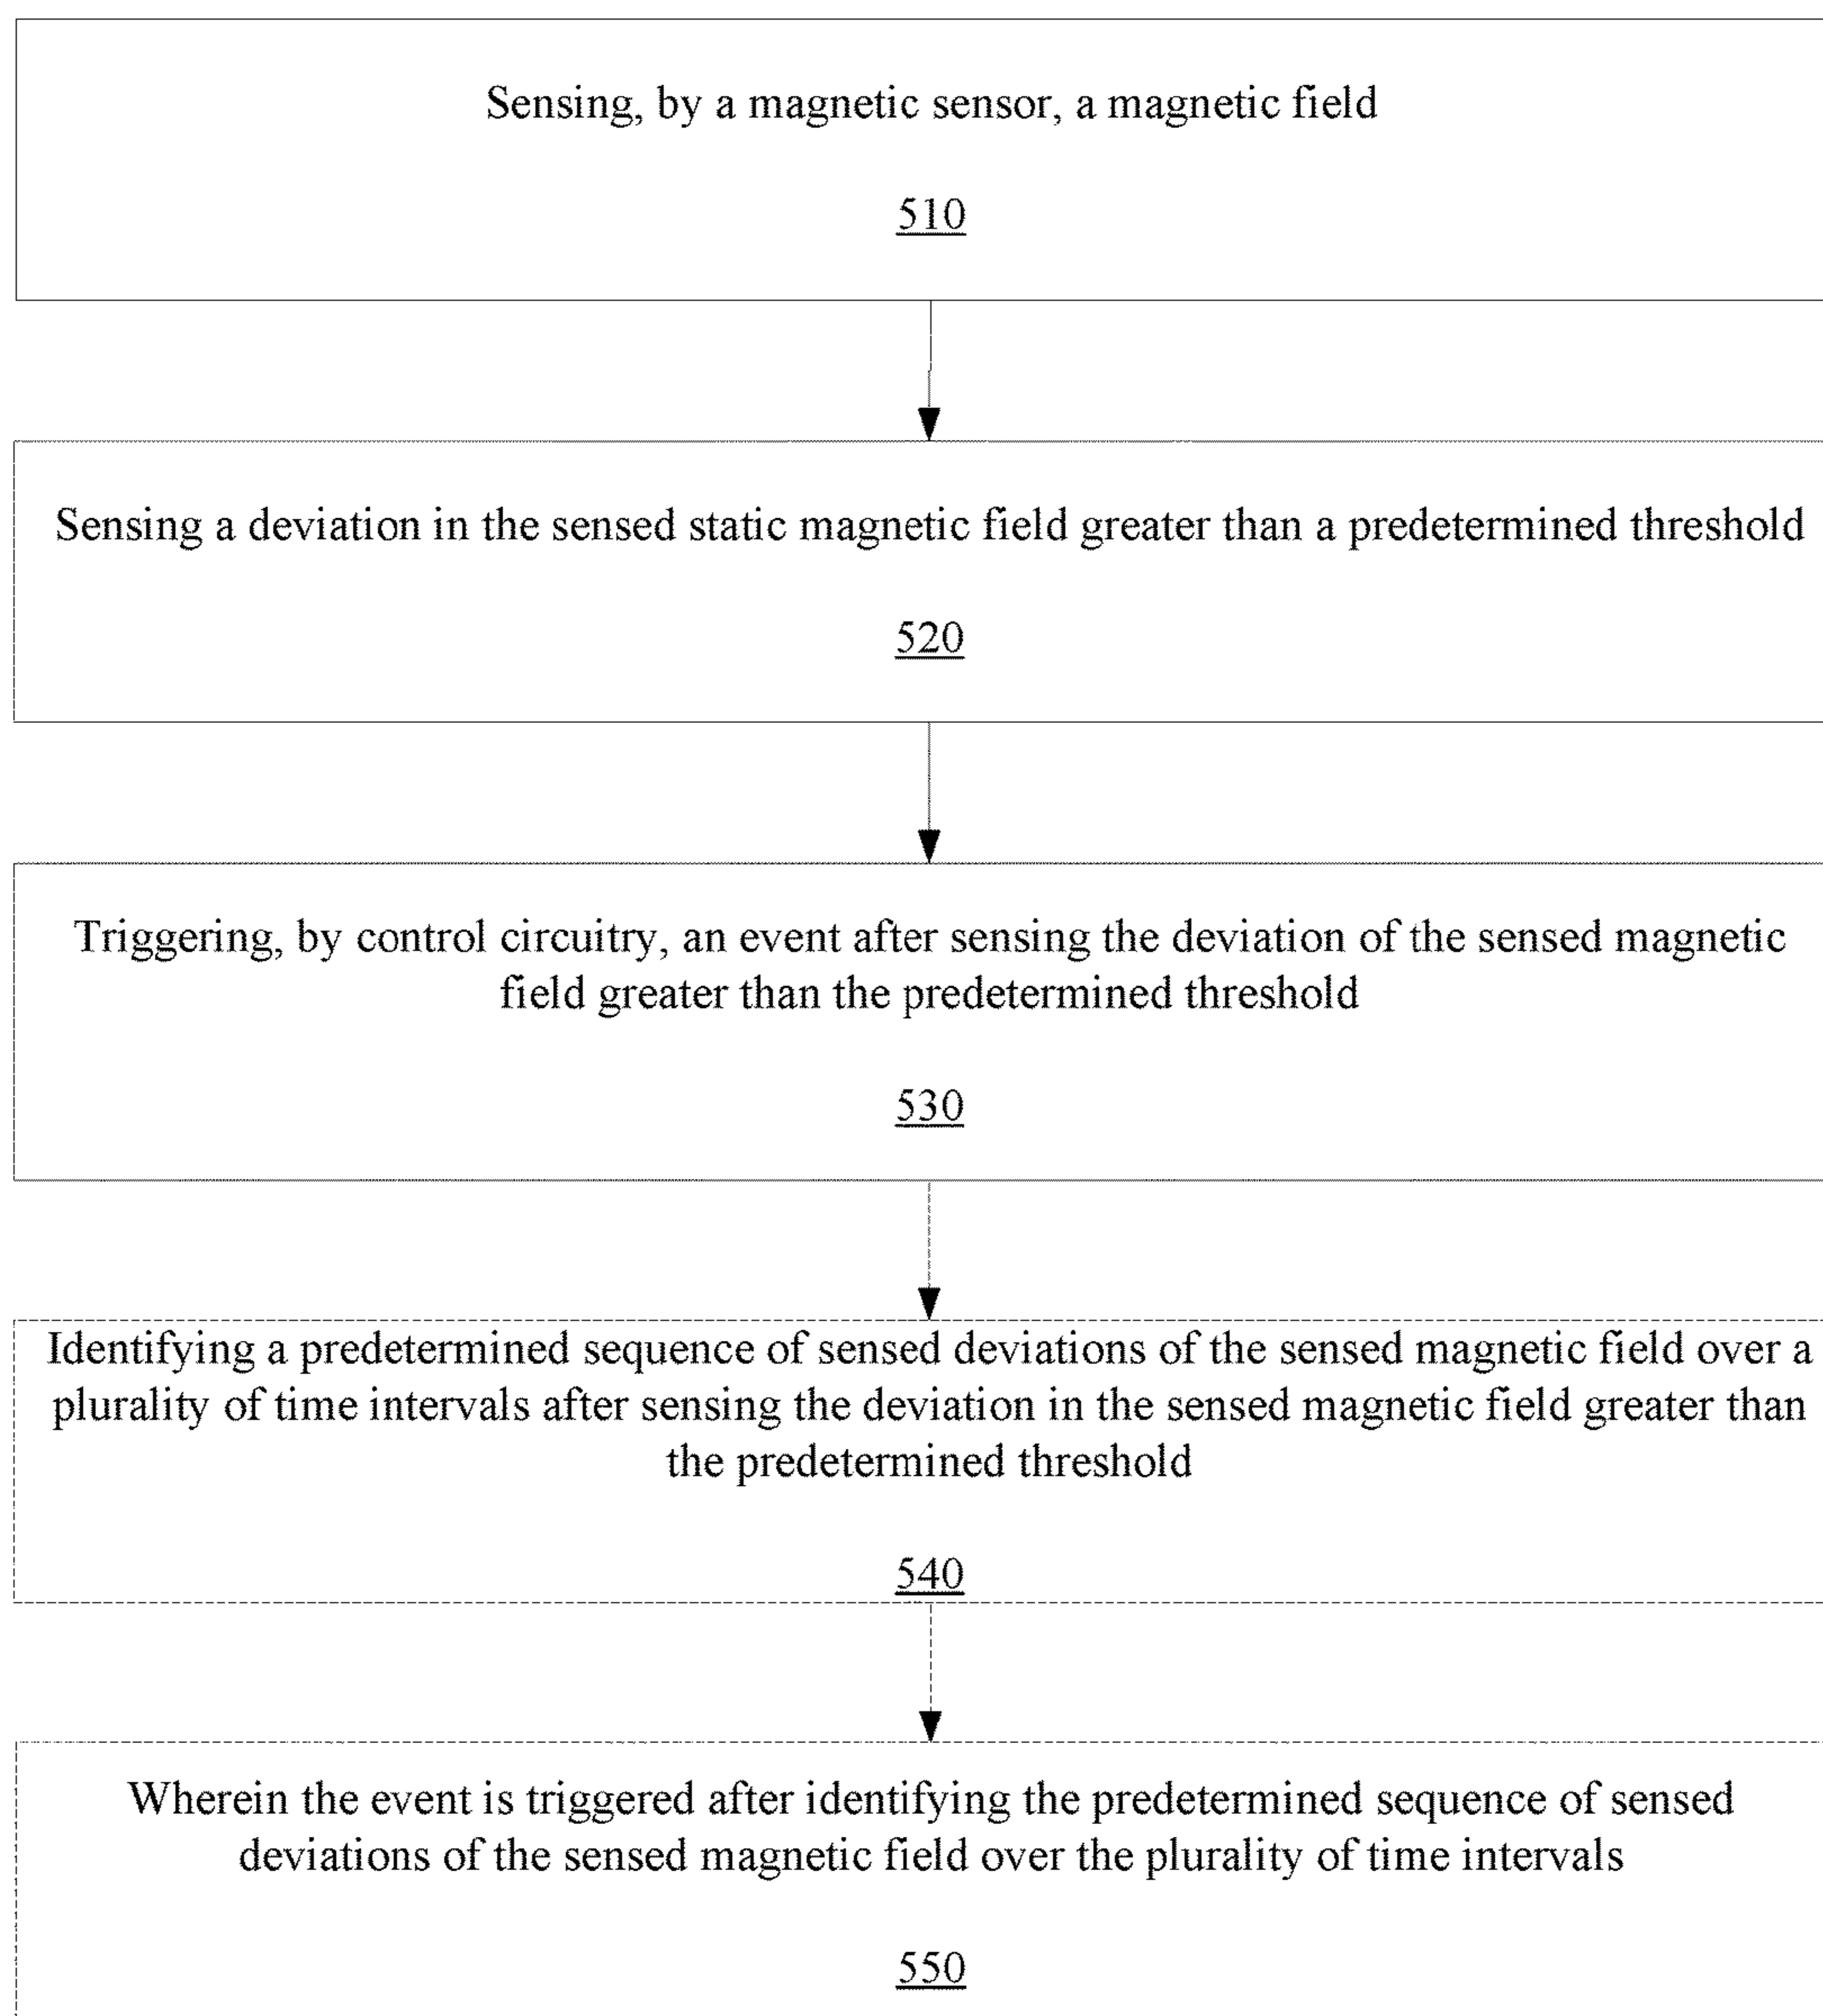 Sensing, by a magnetic sensor, a magnetic field
510
Sensing a deviation in the sensed static magnetic field greater than a predetermined threshold
520
Triggering, by control circuitry, an event after sensing the deviation of the sensed magnetic
field greater than the predetermined threshold
530
Identifying a predetermined sequence of sensed deviations of the sensed magnetic field over a
plurality of time intervals after sensing the deviation in the sensed magnetic field greater than
the predetermined threshold
540
Wherein the event is triggered after identifying the predetermined sequence of sensed
deviations of the sensed magnetic field over the plurality of time intervals
550